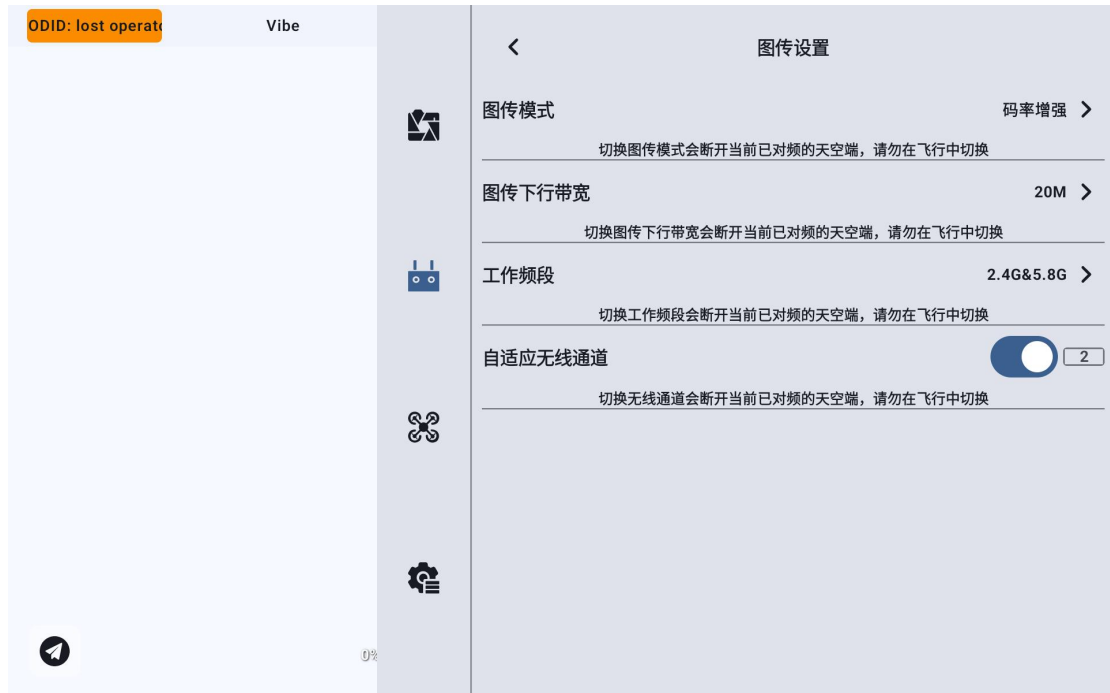 ODID: lost operat
Vibe
图传设置
图传模式
码率增强
切换图传模式会断开当前已对频的天空端，请勿在飞行中切换
图传下行带宽
20M
切换图传下行带宽会断开当前已对频的天空端，请勿在飞行中切换
工作频段
2.4G&5.8G
切换工作频段会断开当前已对频的天空端，请勿在飞行中切换
自适应无线通道
2
切换无线通道会断开当前已对频的天空端，请勿在飞行中切换
0%